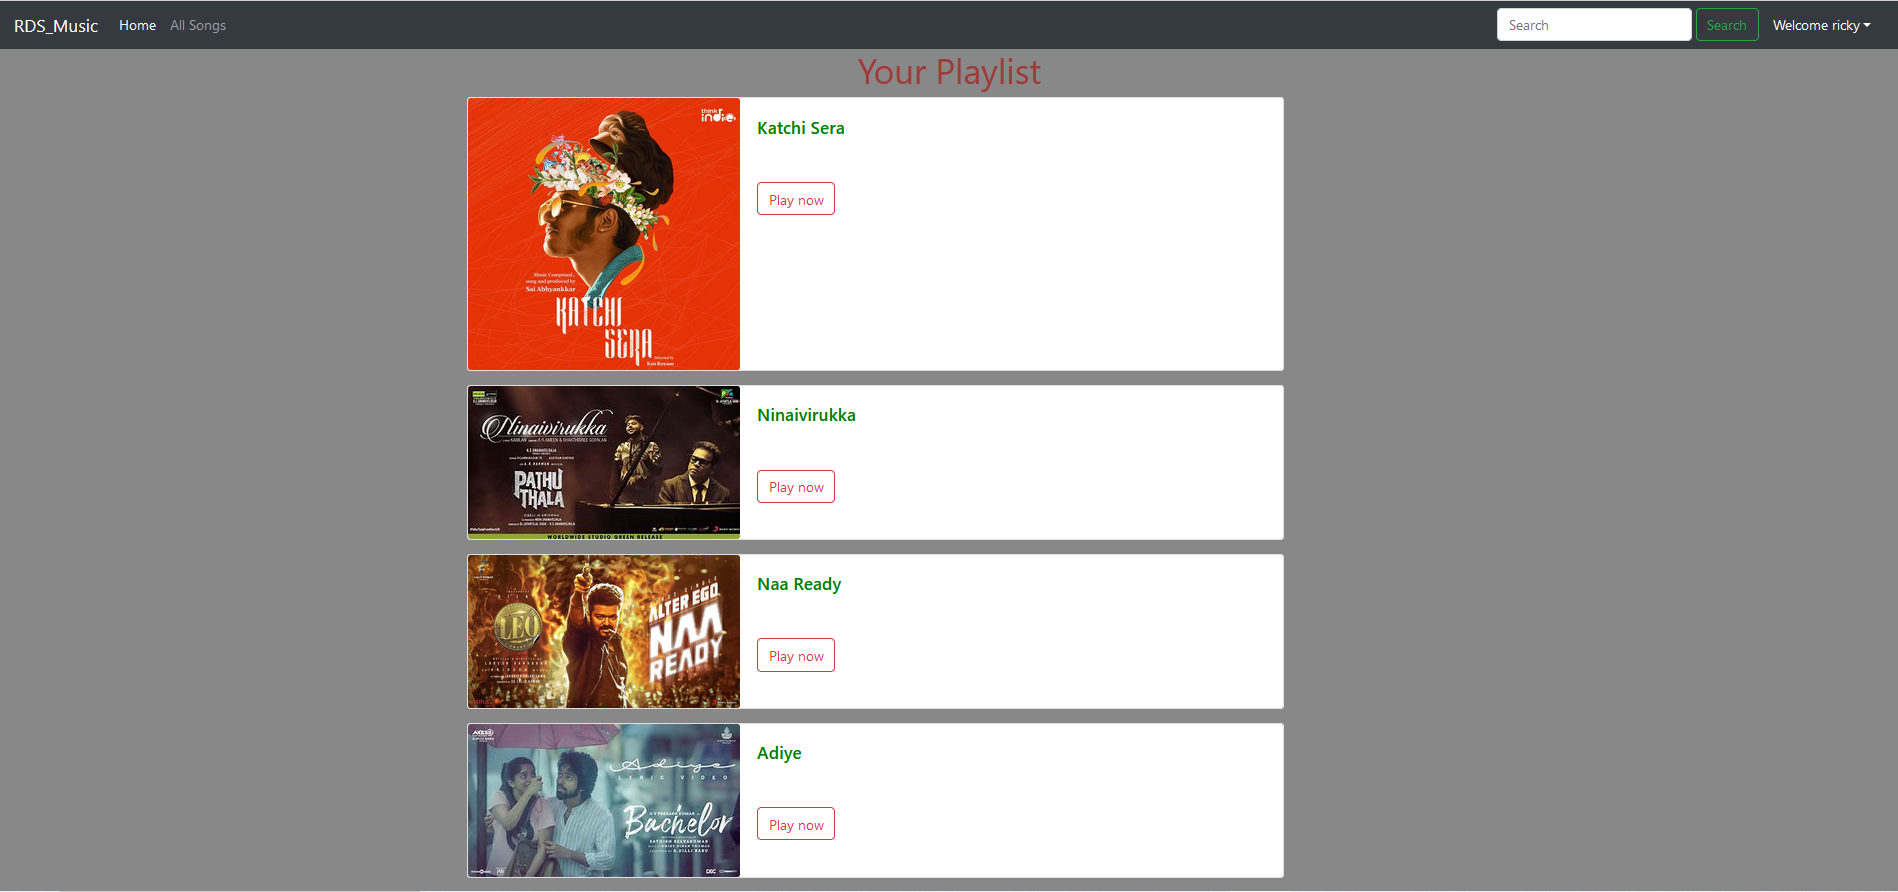 RDS_Music Home All Songs Search Search Welcome ricky
Your Playlist
think
indie
Katchi Sera
Play now
Music Composed,
sung and produced by
Sai Abhyankkar
KATCHI
SERA
Ken Royson
Ninaivirukka
Ninaivirukka
PATHU
THALA
Play now
WORLDWIDE STUDIO GREEN RELEASE
Naa Ready
ALTER EGO
NAA
READY
LEO
Play now
Adiye
Adiye
LYRIC VIDEO
Bachelor
Play now